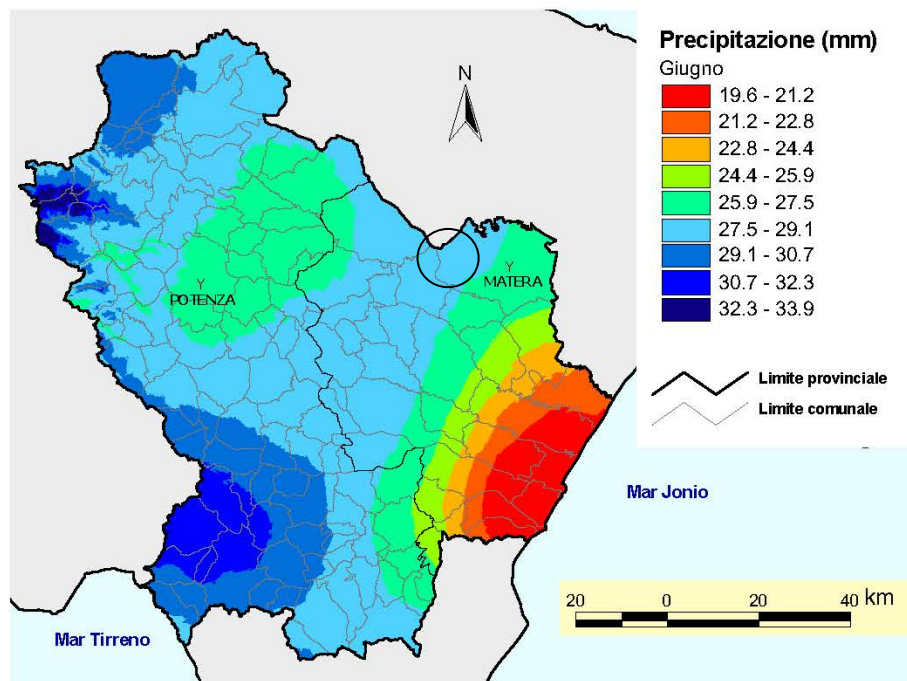 N
Y
POTENZA
Y
MATERA
Mar Tirreno
Mar Jonio
Precipitazione (mm)
Giugno
19.6 - 21.2
21.2 - 22.8
22.8 - 24.4
24.4 - 25.9
25.9 - 27.5
27.5 - 29.1
29.1 - 30.7
30.7 - 32.3
32.3 - 33.9
Limite provinciale
Limite comunale
20 0 20 40 km